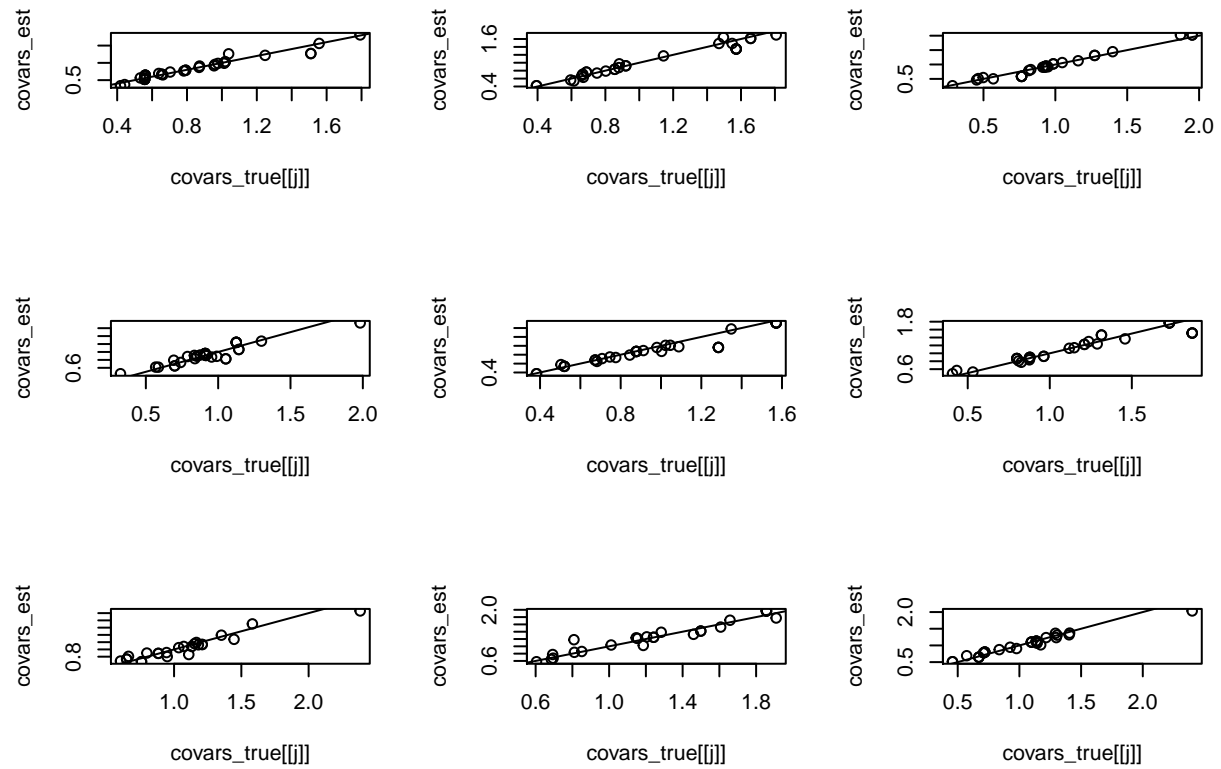 covars_est
0.5
0.4 0.8 1.2 1.6
covars_true[[j]]
covars_est
0.4 1.6
0.4 0.8 1.2 1.6
covars_true[[j]]
covars_est
0.5
0.5 1.0 1.5 2.0
covars_true[[j]]
covars_est
0.6
0.5 1.0 1.5 2.0
covars_true[[j]]
covars_est
0.4
0.4 0.8 1.2 1.6
covars_true[[j]]
covars_est
0.6 1.8
0.5 1.0 1.5
covars_true[[j]]
covars_est
0.8
1.0 1.5 2.0
covars_true[[j]]
covars_est
0.6 2.0
0.6 1.0 1.4 1.8
covars_true[[j]]
covars_est
0.5 2.0
0.5 1.0 1.5 2.0
covars_true[[j]]